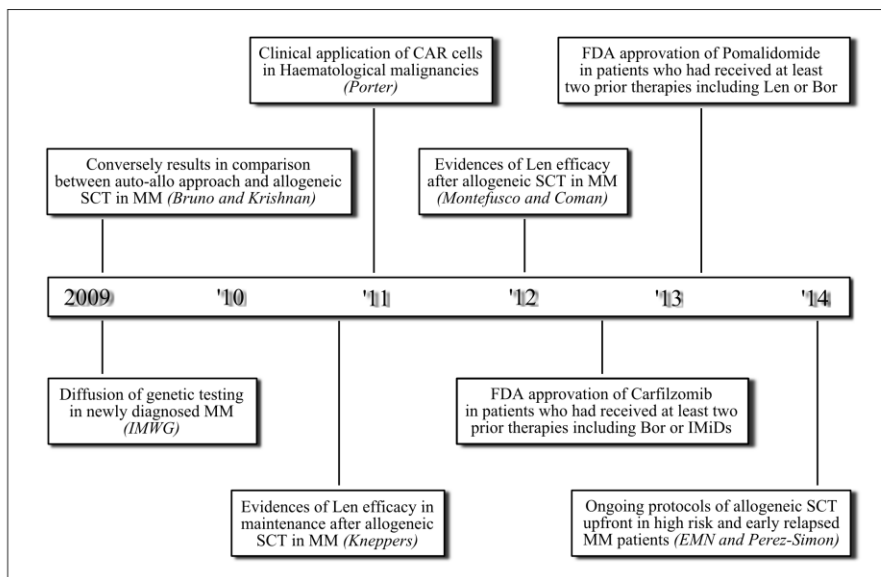 Clinical application of CAR cells
in Haematological malignancies
(Porter)
FDA approvation of Pomalidomide
in patients who had received at least
two prior therapies including Len or Bor
Conversely results in comparison
between auto-allo approach and allogeneic
SCT in MM (Bruno and Krishnan)
Evidences of Len efficacy
after allogeneic SCT in MM
(Montefusco and Coman)
2009 '10 '11 '12 '13 '14
Diffusion of genetic testing
in newly diagnosed MM
(IMWG)
FDA approvation of Carfilzomib
in patients who had received at least two
prior therapies including Bor or IMiDs
Evidences of Len efficacy in
maintenance after allogeneic
SCT in MM (Kneppers)
Ongoing protocols of allogeneic SCT
upfront in high risk and early relapsed
MM patients (EMN and Perez-Simon)